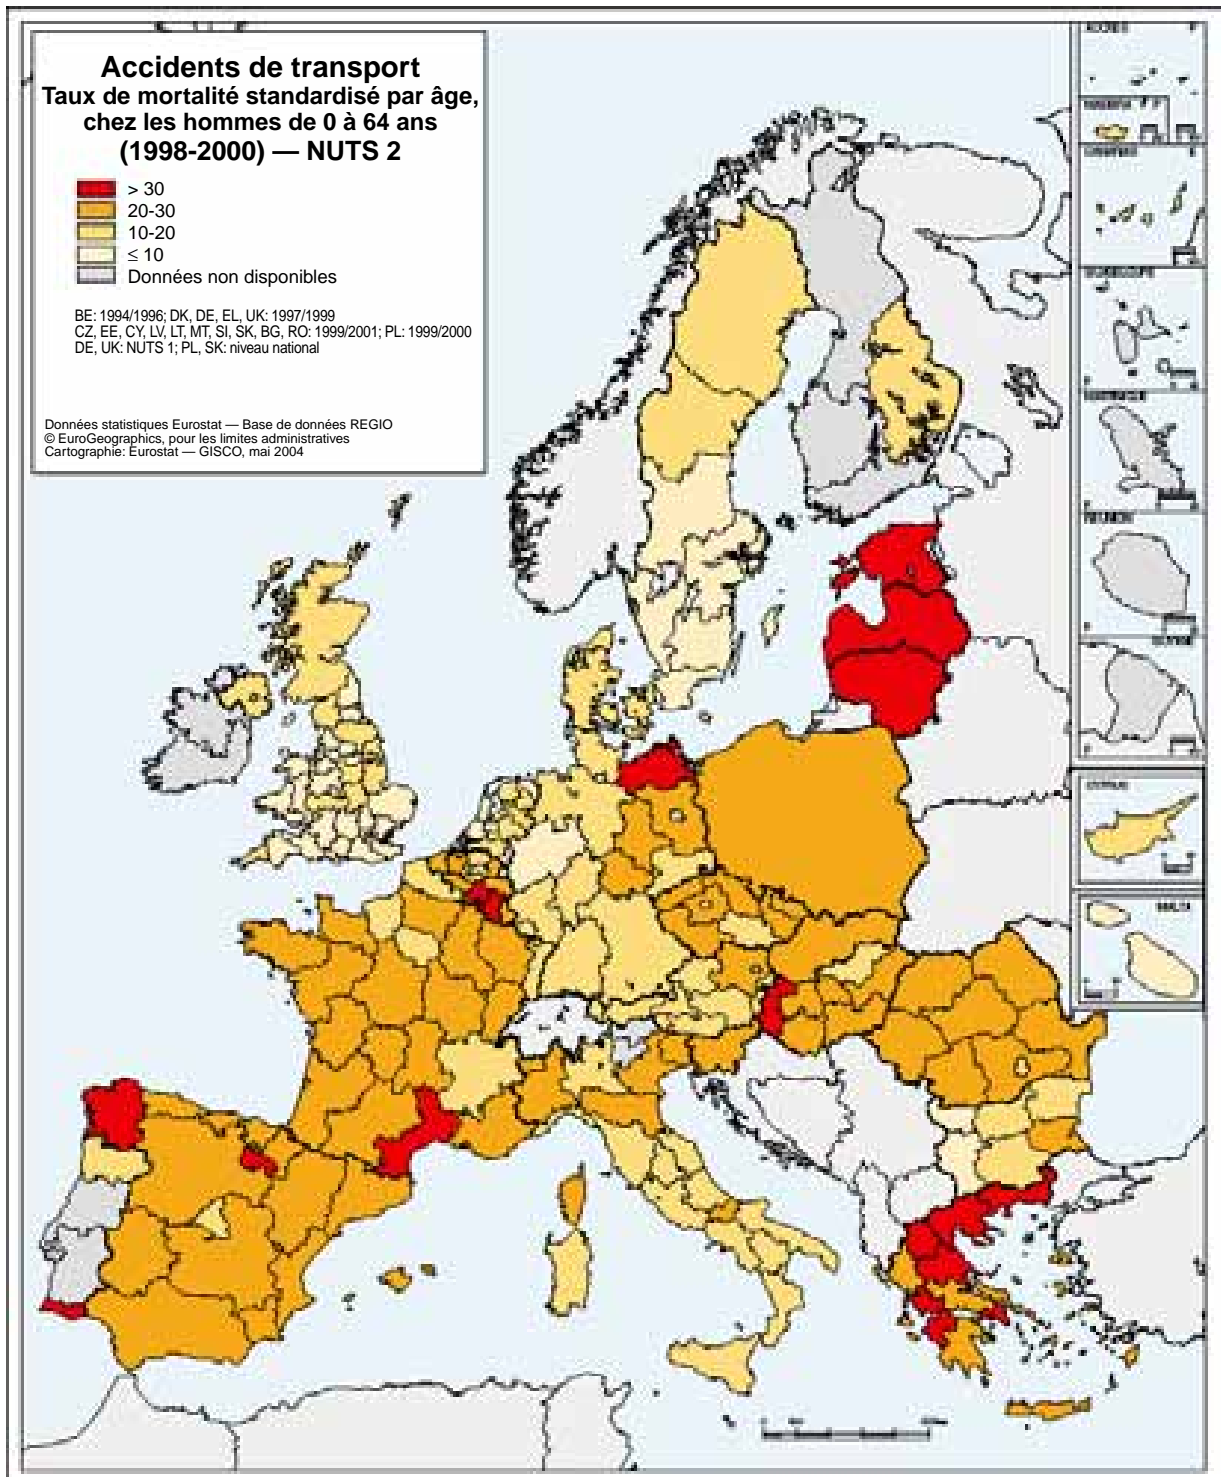 Accidents de transport
Taux de mortalité standardisé par âge,
chez les hommes de 0 à 64 ans
(1998-2000) — NUTS 2
> 30
20-30
10-20
≤ 10
Données non disponibles
BE: 1994/1996; DK, DE, EL, UK: 1997/1999
CZ, EE, CY, LV, LT, MT, SI, SK, BG, RO: 1999/2001; PL: 1999/2000
DE, UK: NUTS 1; PL, SK: niveau national
Données statistiques Eurostat — Base de données REGIO
© EuroGeographics, pour les limites administratives
Cartographie: Eurostat — GISCO, mai 2004
GUADELOUPE
REUNION
CYPRUS
MALTA